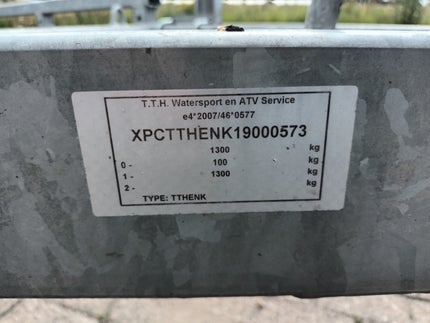 T.T.H. Watersport en ATV Service
e4*2007/46*0577
XPCTTHENK19000573
1300 kg
0- 100 kg
1- 1300 kg
2- kg
TYPE: TTHENK